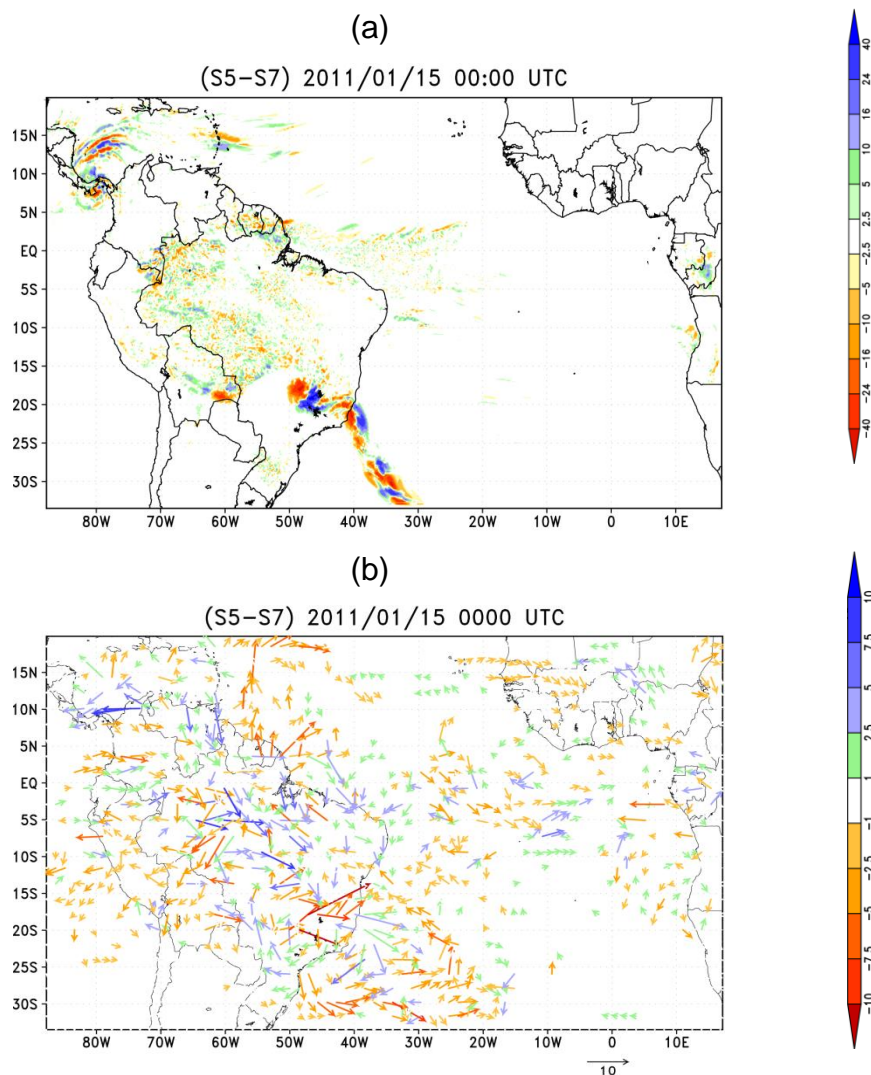 (a)
(S5-S7) 2011/01/15 00:00 UTC
15N
10N
5N
EQ
5S
10S
15S
20S
25S
30S
80W 70W 60W 50W 40W 30W 20W 10W 0 10E
40
24
16
10
5
2.5
-2.5
-5
-10
-16
-24
-40
(b)
(S5-S7) 2011/01/15 0000 UTC
15N
10N
5N
EQ
5S
10S
15S
20S
25S
30S
80W 70W 60W 50W 40W 30W 20W 10W 0 10E
10
10
7.5
5
2.5
1
-1
-2.5
-5
-7.5
-10